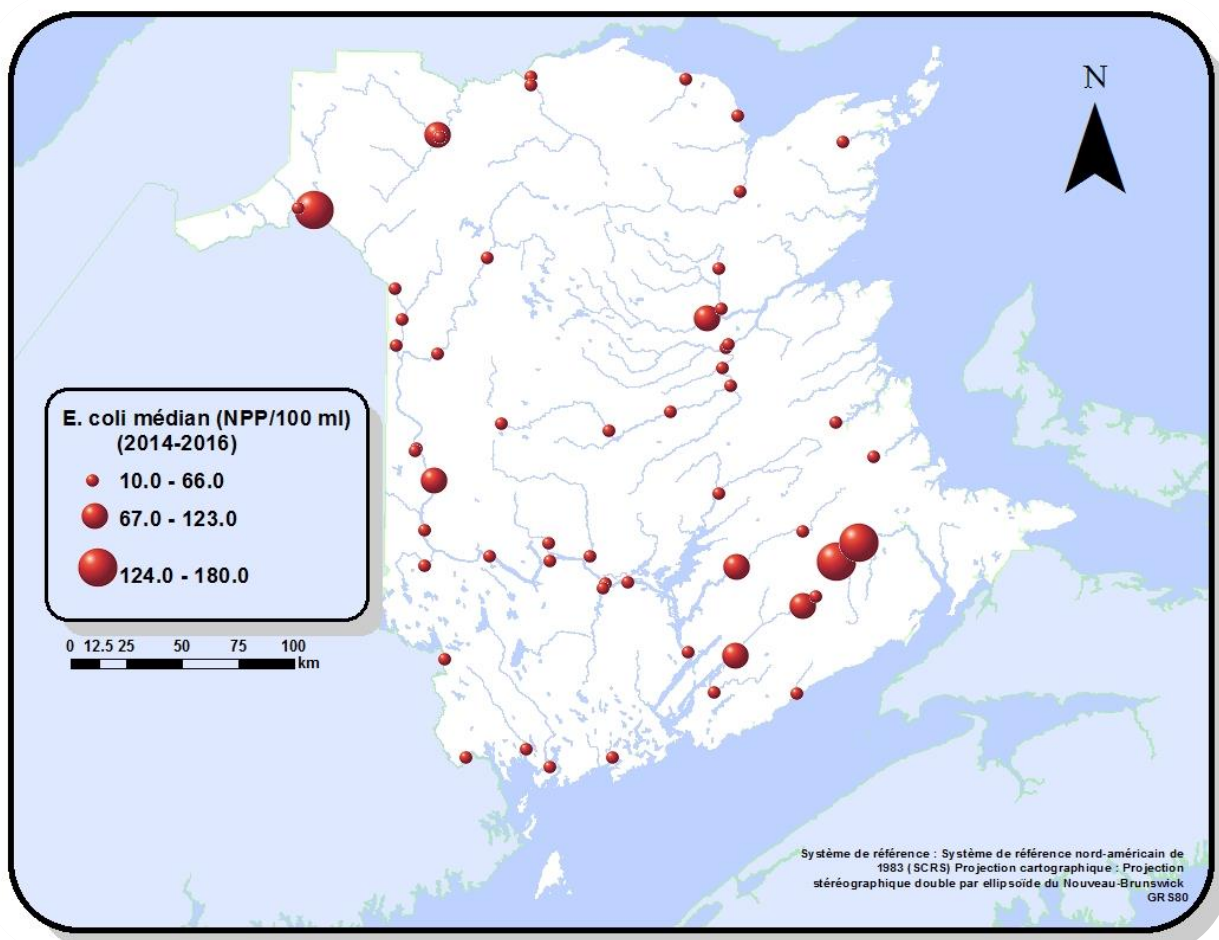 N
E. coli médian (NPP/100 ml)
(2014-2016)
10.0 - 66.0
67.0 - 123.0
124.0 - 180.0
0 12.5 25 50 75 100
km
Système de référence : Système de référence nord-américain de
1983 (SCRS) Projection cartographique : Projection
stéréographique double par ellipsoïde du Nouveau-Brunswick
GRS80